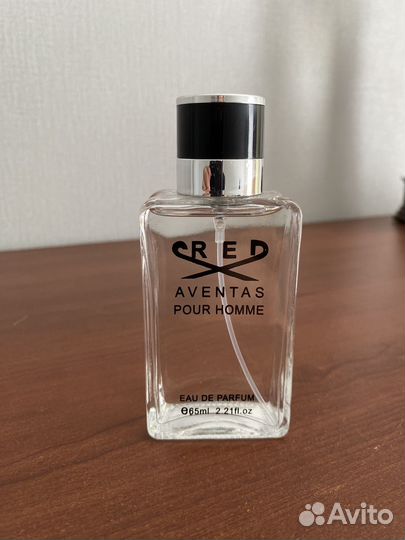 CRED
AVENTAS
POUR HOMME
EAU DE PARFUM
℮65ml 2.21fl.oz
Avito